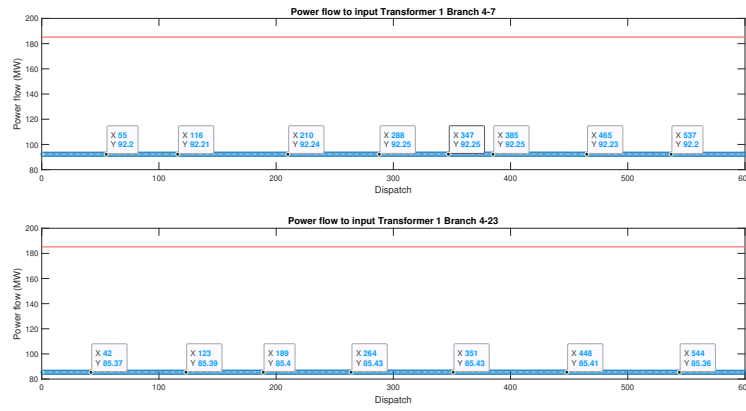 Power flow to input Transformer 1 Branch 4-7
200
180
160
140
120
100
80
Power flow (MW)
X 55
Y 92.2
X 116
Y 92.21
X 210
Y 92.24
X 288
Y 92.25
X 347
Y 92.25
X 385
Y 92.25
X 465
Y 92.23
X 537
Y 92.2
0 100 200 300 400 500 600
Dispatch
Power flow to input Transformer 1 Branch 4-23
200
180
160
140
120
100
80
Power flow (MW)
X 42
Y 85.37
X 123
Y 85.39
X 189
Y 85.4
X 264
Y 85.43
X 351
Y 85.43
X 448
Y 85.41
X 544
Y 85.36
0 100 200 300 400 500 600
Dispatch